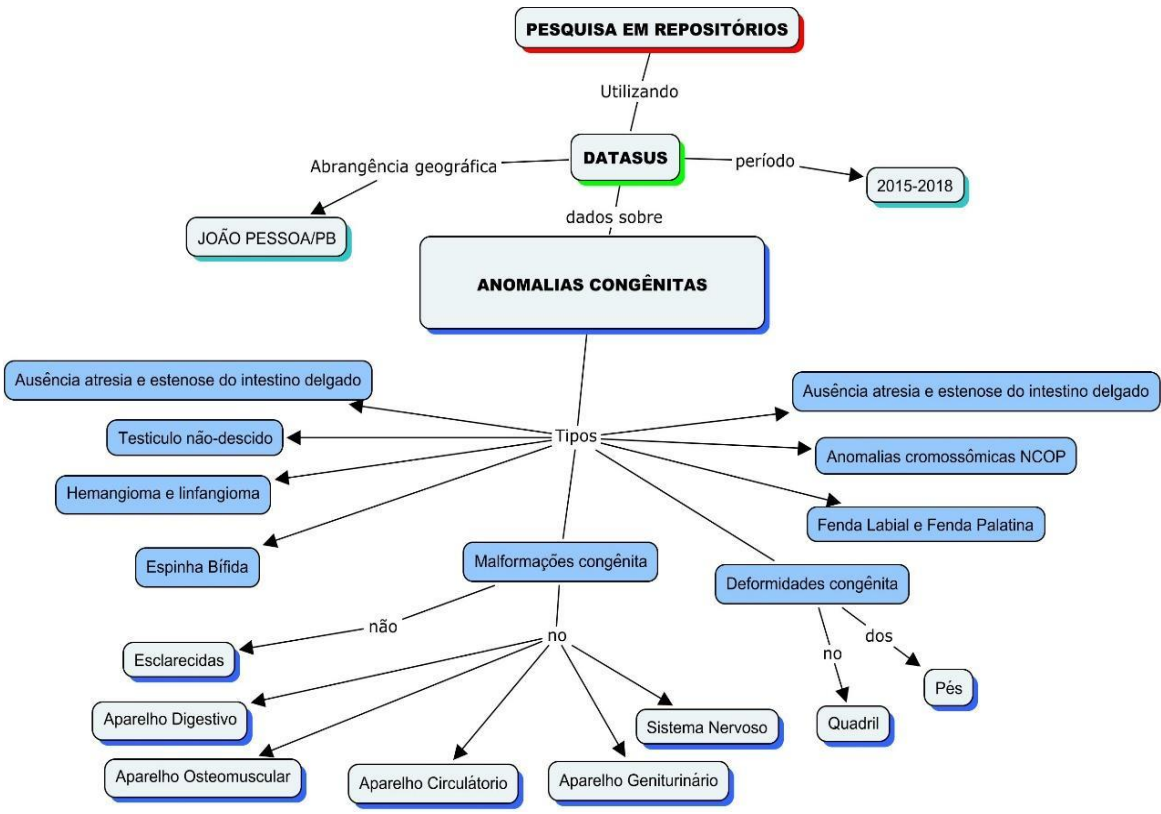 PESQUISA EM REPOSITÓRIOS
Utilizando
DATASUS
Abrangência geográfica
período
2015-2018
JOÃO PESSOA/PB
dados sobre
ANOMALIAS CONGÊNITAS
Ausência atresia e estenose do intestino delgado
Ausência atresia e estenose do intestino delgado
Tipos
Testiculo não-descido
Anomalias cromossômicas NCOP
Hemangioma e linfangioma
Fenda Labial e Fenda Palatina
Espinha Bífida
Malformações congênita
Deformidades congênita
não
no
dos
no
Esclarecidas
Pés
Aparelho Digestivo
Sistema Nervoso
Quadril
Aparelho Osteomuscular
Aparelho Circulátorio
Aparelho Geniturinário